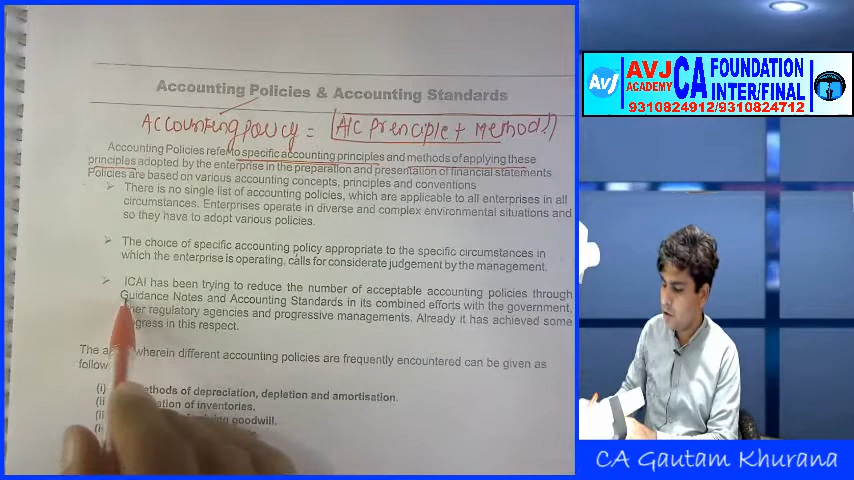 Accounting Policies & Accounting Standards
Accounting policy = A/C Prenciple + Method
Accounting Policies refer to specific accounting principles and methods of applying these
principles adopted by the enterprise in the preparation and presentation of financial statements
Policies are based on various accounting concepts, principles and conventions
There is no single list of accounting policies, which are applicable to all enterprises in all
circumstances. Enterprises operate in diverse and complex environmental situations and
so they have to adopt various policies.
The choice of specific accounting policy appropriate to the specific circumstances in
which the enterprise is operating, calls for considerate judgement by the management.
ICAI has been trying to reduce the number of acceptable accounting policies through
Guidance Notes and Accounting Standards in its combined efforts with the government,
regulatory agencies and progressive managements. Already it has achieved some
in this respect.
The wherein different accounting policies are frequently encountered can be given as
follow
(i) of depreciation, depletion and amortisation.
of inventories.
goodwill.
AVJ
ACADEMY
CA FOUNDATION
INTER/FINAL
9310824912/9310824712
AVJ
CA Gautam Khurana